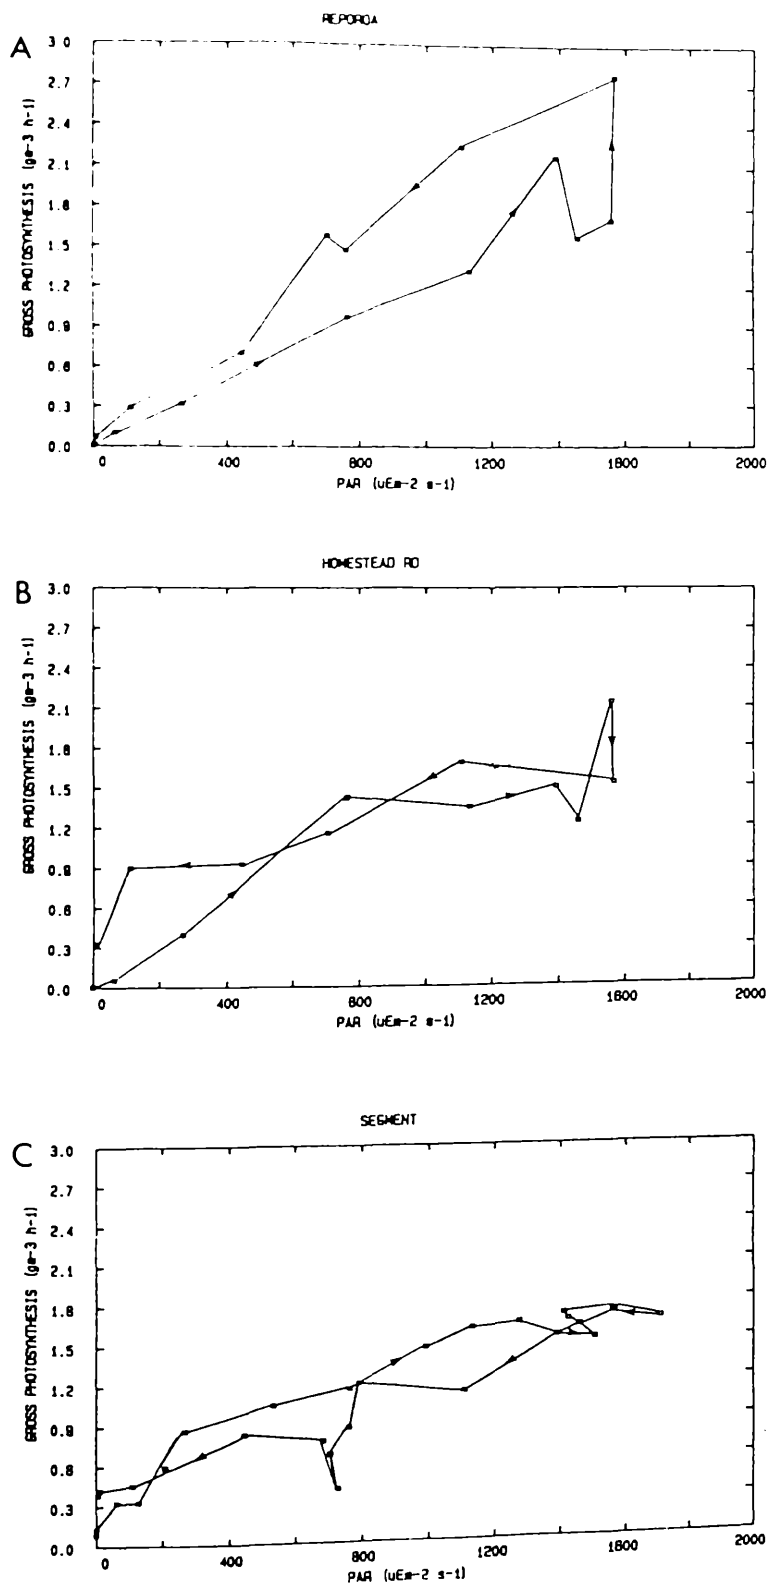 REPOROA
A
3.0
2.7
2.4
2.1
1.8
1.5
1.2
0.9
0.6
0.3
0.0
GROSS PHOTOSYNTHESIS (gm-3 h-1)
0 400 800 1200 1600 2000
PAR (uEm-2 s-1)
HOMESTEAD RD
B
3.0
2.7
2.4
2.1
1.8
1.5
1.2
0.9
0.6
0.3
0.0
GROSS PHOTOSYNTHESIS (gm-3 h-1)
0 400 800 1200 1600 2000
PAR (uEm-2 s-1)
SEGMENT
C
3.0
2.7
2.4
2.1
1.8
1.5
1.2
0.9
0.6
0.3
0.0
GROSS PHOTOSYNTHESIS (gm-3 h-1)
0 400 800 1200 1600 2000
PAR (uEm-2 s-1)